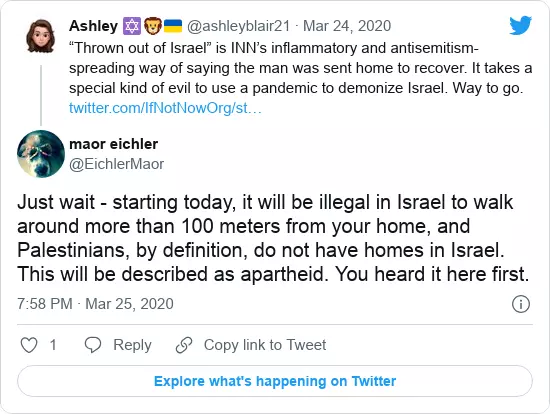 Ashley ✡️🦁🇺🇦 @ashleyblair21 · Mar 24, 2020
“Thrown out of Israel” is INN’s inflammatory and antisemitism-
spreading way of saying the man was sent home to recover. It takes a
special kind of evil to use a pandemic to demonize Israel. Way to go.
twitter.com/IfNotNowOrg/st…
maor eichler
@EichlerMaor
Just wait - starting today, it will be illegal in Israel to walk
around more than 100 meters from your home, and
Palestinians, by definition, do not have homes in Israel.
This will be described as apartheid. You heard it here first.
7:58 PM · Mar 25, 2020
1 Reply Copy link to Tweet
Explore what's happening on Twitter